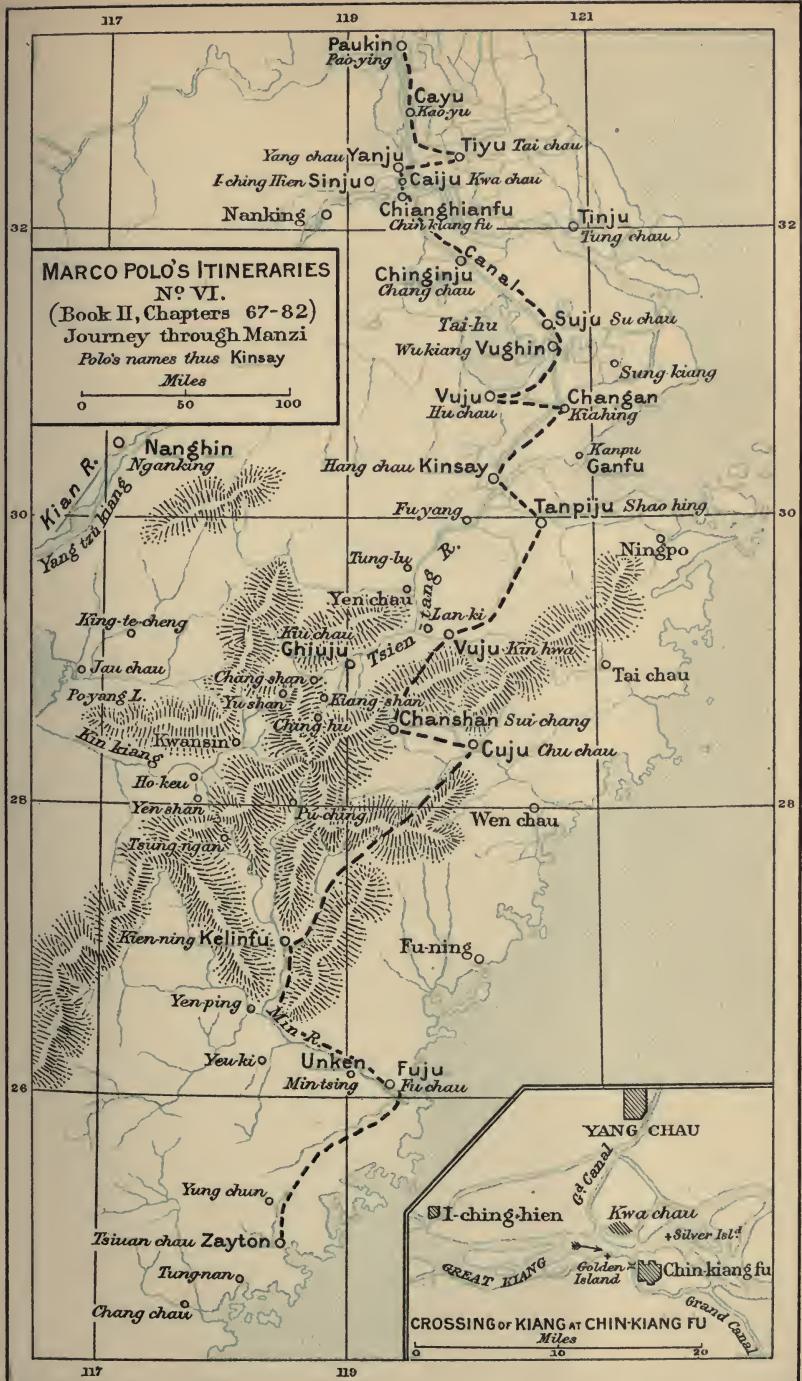 117 119 121
Paukin
Pao-ying
Cayu
Kao-yu
Tiyu Tai chau
Yang chau Yanju
I-ching Hien Sinju
Caiju Kwa chau
Nanking
Chianghianfu
Chin kiang fu
Tinju
Tung chau
32 32
MARCO POLO'S ITINERARIES
No. VI.
(Book II, Chapters 67-82)
Journey through Manzi
Polo's names thus Kinsay
Miles
0 50 100
Canal
Chinginju
Chang chau
Tai-hu
Suju Su chau
Wu kiang Vughin
Sung kiang
Vuju
Hu chau
Changan
Kia hing
Nanghin
Nganking
Kian R.
Yang tzŭ kiang
Hang chau Kinsay
Kanpu
Ganfu
30 30
Fu yang
Tanpiju Shao hing
Ningpo
Tung-lu
Yen chau
Tsien tang R.
Lan-ki
King-te-cheng
Kiu chau
Ghiuju
Vuju Kin hwa
Jau chau
Tai chau
Chang-shan
Po yang L.
Yu shan
Kiang-shan
Ching-hu
Chanshan Sui chang
Kin kiang
Kwansin
Cuju Chu chau
Ho-keu
28 28
Yen shan
Pu-ching
Wen chau
Tsung-ngan
Kien-ning Kelinfu
Fu-ning
Yen-ping
Min-R.
Yeu-ki
Unken
Min tsing
Fuju
Fu chau
26
Yung chun
Tsiuan chau Zayton
Tung-nan
Chang chau
117 119
YANG CHAU
Gd. Canal
I-ching-hien
Kwa chau
Silver Isld.
GREAT KIANG
Golden
Island
Chin-kiang fu
Grand Canal
CROSSING OF KIANG AT CHIN-KIANG FU
Miles
0 10 20